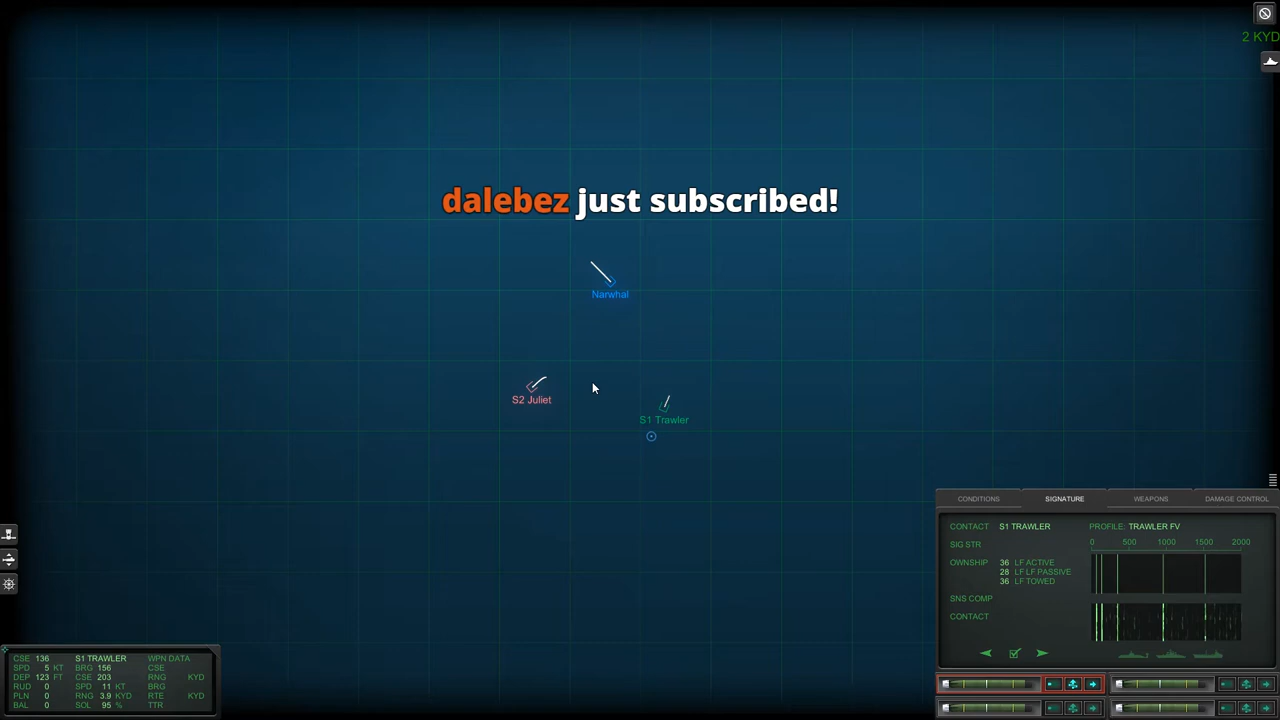 2 KYD
dalebez just subscribed!
Narwhal
S2 Juliet
S1 Trawler
CONDITIONS SIGNATURE WEAPONS DAMAGE CONTROL
CONTACT S1 TRAWLER PROFILE: TRAWLER FV
SIG STR 0 500 1000 1500 2000
OWNSHIP 36 LF ACTIVE
28 LF LF PASSIVE
36 LF TOWED
SNS COMP
CONTACT
CSE 136 S1 TRAWLER WPN DATA
SPD 5 KT BRG 156 CSE
DEP 123 FT CSE 203 RNG KYD
RUD 0 SPD 11 KT BRG
PLN 0 RNG 3.9 KYD RTE KYD
BAL 0 SOL 95 % TTR